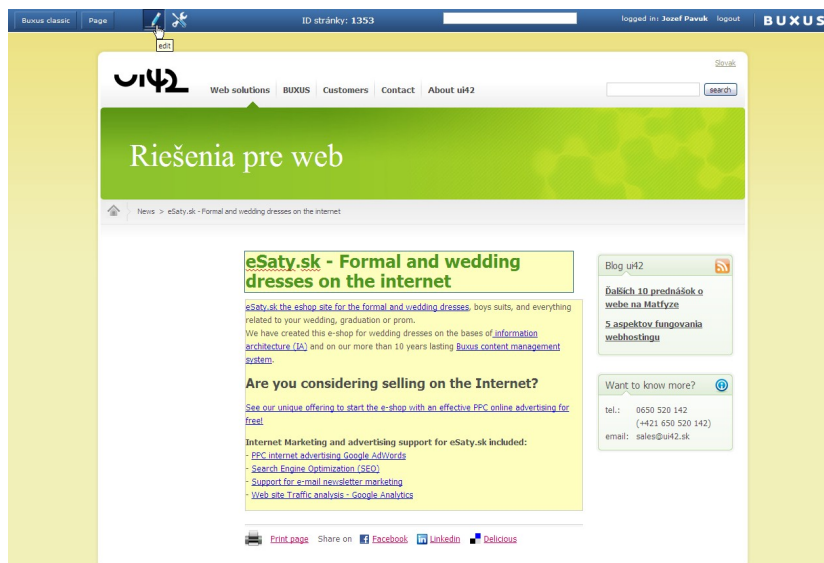 Buxus classic Page ID stránky: 1353 logged in: Jozef Pavuk logout BUXUS
edit
Slovak
ui42 Web solutions BUXUS Customers Contact About ui42 search
Riešenia pre web
News > eSaty.sk - Formal and wedding dresses on the internet
eSaty.sk - Formal and wedding
dresses on the internet
eSaty.sk the eshop site for the formal and wedding dresses, boys suits, and everything
related to your wedding, graduation or prom.
We have created this e-shop for wedding dresses on the bases of information
architecture (IA) and on our more than 10 years lasting Buxus content management
system.
Are you considering selling on the Internet?
See our unique offering to start the e-shop with an effective PPC online advertising for
free!
Internet Marketing and advertising support for eSaty.sk included:
- PPC internet advertising Google AdWords
- Search Engine Optimization (SEO)
- Support for e-mail newsletter marketing
- Web site Traffic analysis - Google Analytics
Print page Share on Facebook Linkedin Delicious
Blog ui42
Ďalších 10 prednášok o
webe na Matfyze
5 aspektov fungovania
webhostingu
Want to know more?
tel.: 0650 520 142
(+421 650 520 142)
email: sales@ui42.sk